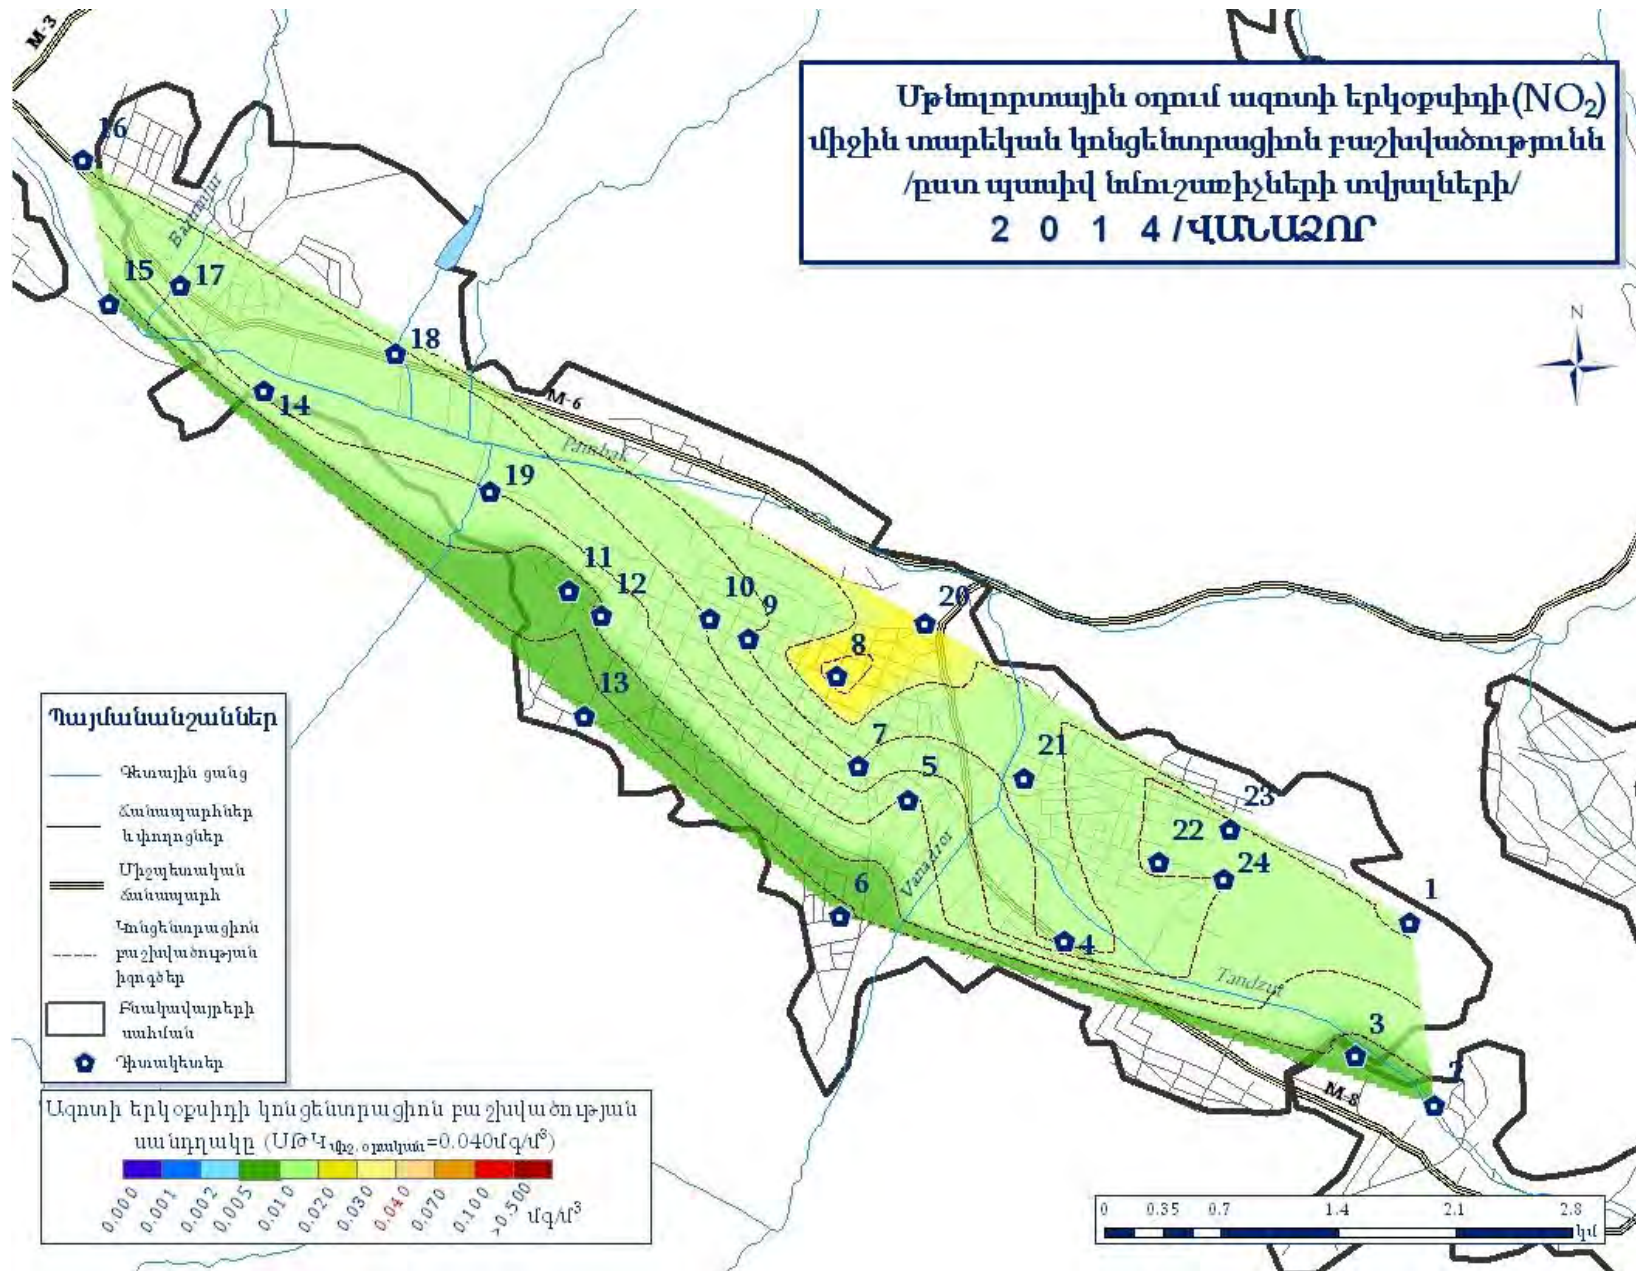 M-3
Մթնոլորտային օդում ազոտի երկօքսիդի(NO₂)
միջին տարեկան կոնցենտրացիոն բաշխվածությունն
/ըստ պասիվ նմուշառիչների տվյալների/
2 0 1 4/ՎԱՆԱՁՈՐ
16
15
17
18
14
N
M-6
Pambak
19
11
12
10
9
20
8
13
7
5
21
22
23
24
6
Vanadzor
4
1
Tandzut
3
2
M-8
Պայմանանշաններ
Գետային ցանց
Ճանապարհներ
և փողոցներ
Միջպետական
ճանապարհ
Կոնցենտրացիոն
բաշխվածության
իզոգծեր
Բնակավայրերի
սահման
Դիտակետեր
Ազոտի երկօքսիդի կոնցենտրացիոն բաշխվածության
սանդղակը (ՍԹԿմիջ.օրական=0.040մգ/մ³)
0.000
0.001
0.002
0.005
0.010
0.020
0.030
0.040
0.070
0.100
>0.500
մգ/մ³
0 0.35 0.7 1.4 2.1 2.8
կմ